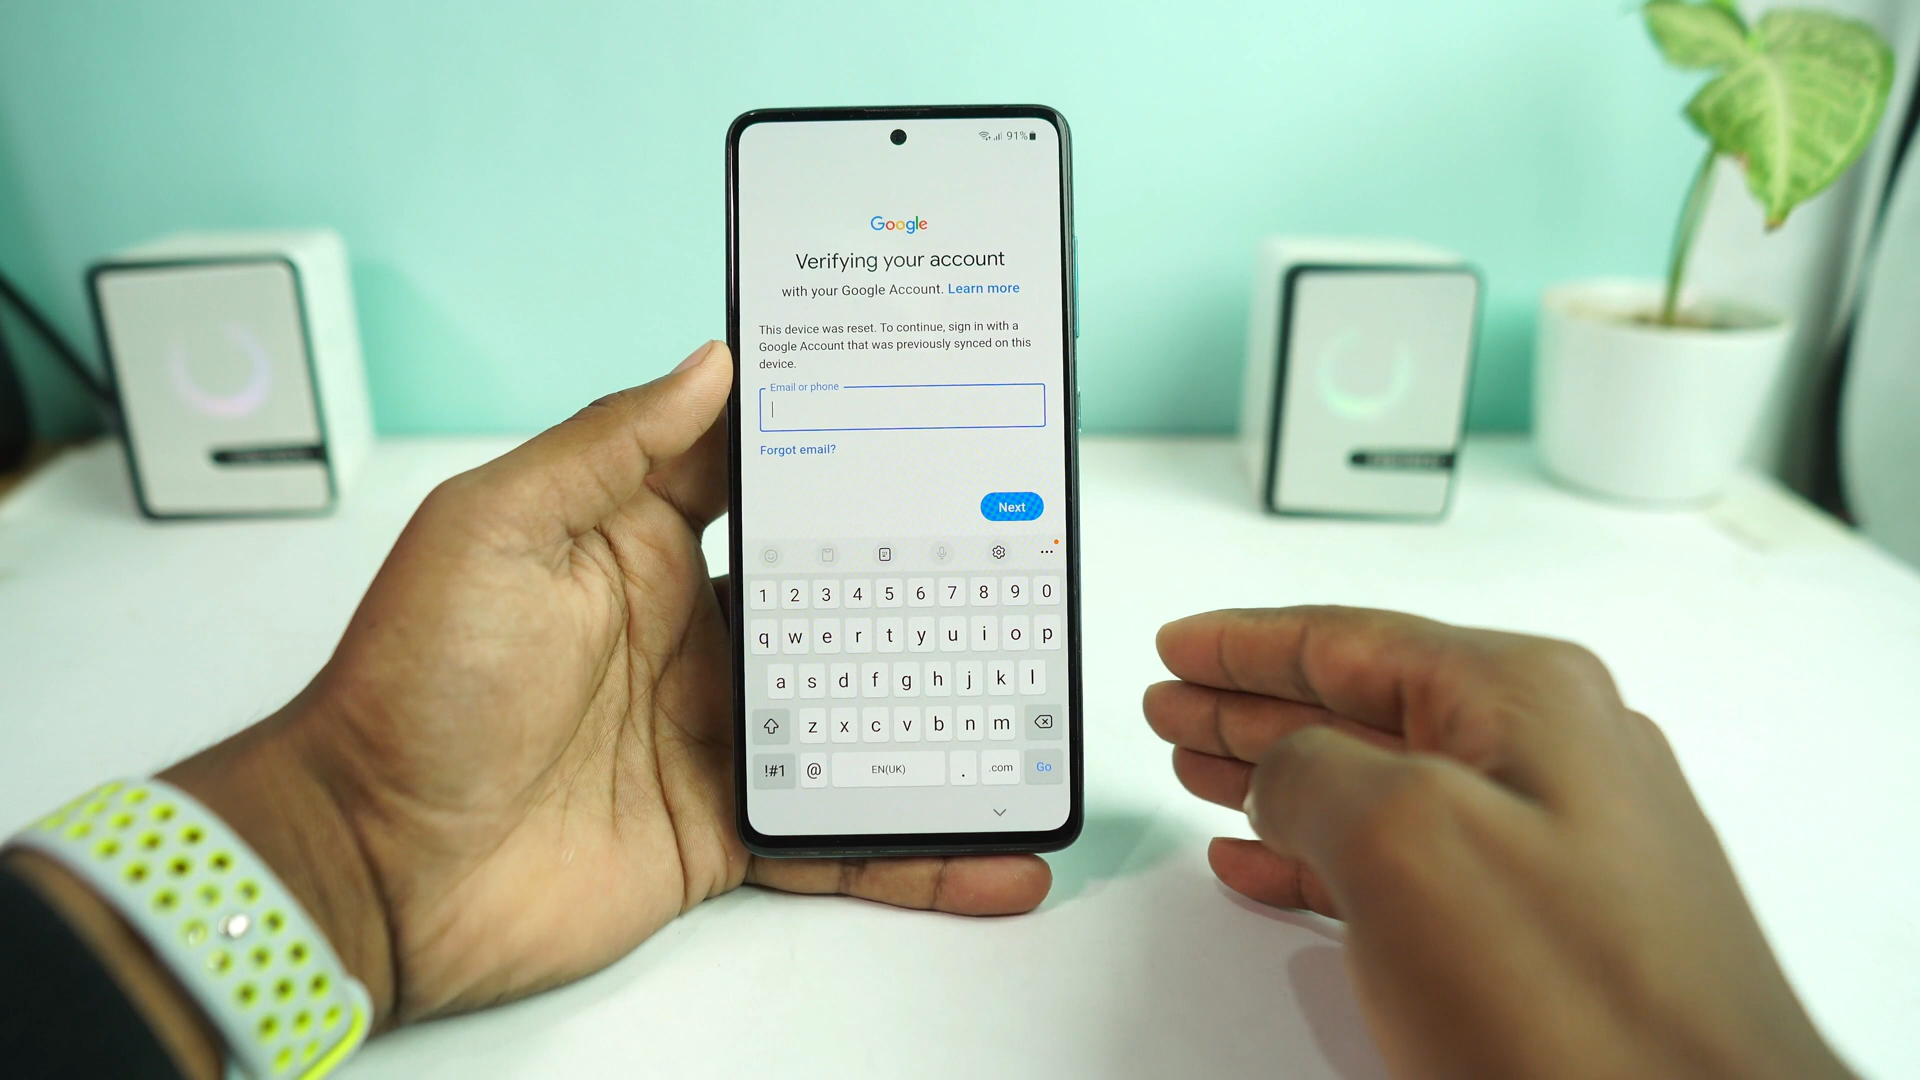 91%
Google
Verifying your account
with your Google Account. Learn more
This device was reset. To continue, sign in with a
Google Account that was previously synced on this
device.
Email or phone
Forgot email?
Next
1 2 3 4 5 6 7 8 9 0
q w e r t y u i o p
a s d f g h j k l
z x c v b n m
!#1 @ EN(UK) . .com Go